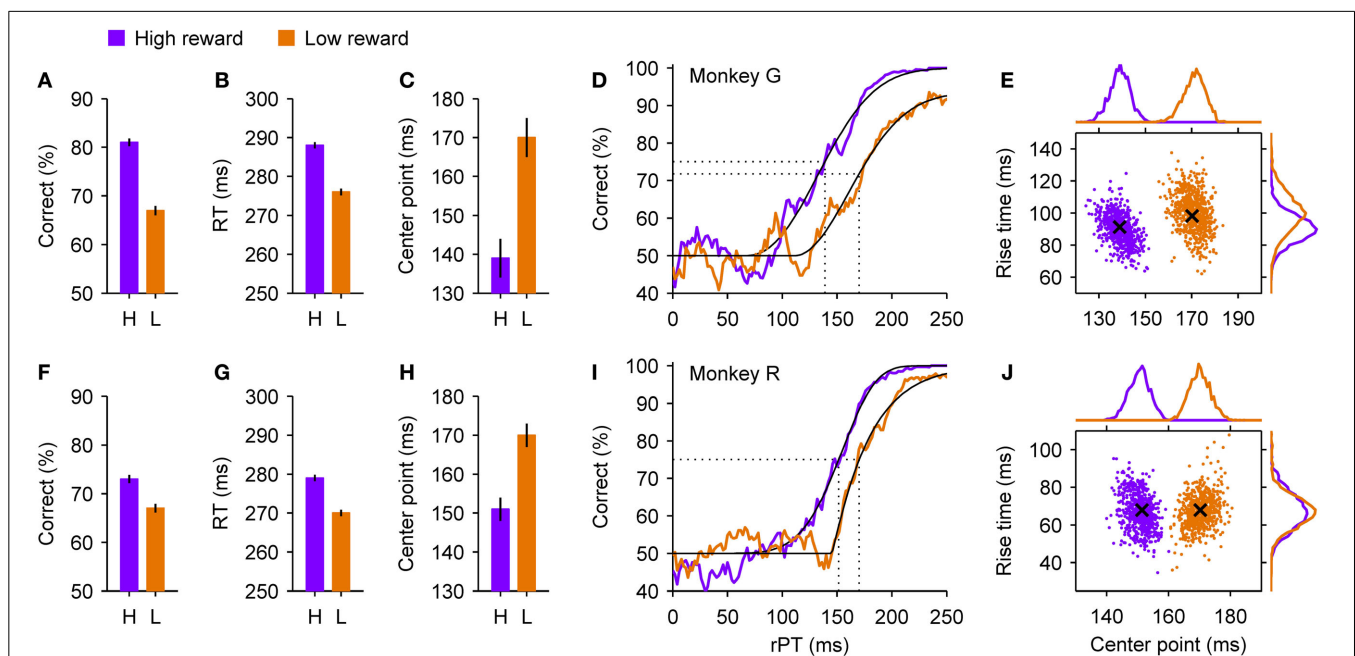 High reward Low reward
A B C D E
Correct (%)
90
80
70
60
50
H L
RT (ms)
300
290
280
270
260
250
H L
Center point (ms)
180
170
160
150
140
130
H L
Monkey G
Correct (%)
100
90
80
70
60
50
40
0 50 100 150 200 250
Rise time (ms)
140
120
100
80
60
130 150 170 190
F G H I J
Correct (%)
90
80
70
60
50
H L
RT (ms)
300
290
280
270
260
250
H L
Center point (ms)
180
170
160
150
140
130
H L
Monkey R
Correct (%)
100
90
80
70
60
50
40
0 50 100 150 200 250
rPT (ms)
Rise time (ms)
100
80
60
40
140 160 180
Center point (ms)